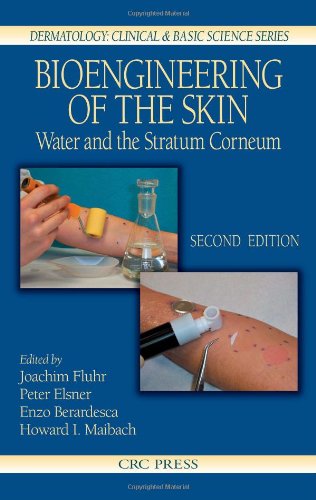 DERMATOLOGY: CLINICAL & BASIC SCIENCE SERIES
BIOENGINEERING
OF THE SKIN
Water and the Stratum Corneum
SECOND EDITION
Edited by
Joachim Fluhr
Peter Elsner
Enzo Berardesca
Howard I. Maibach
CRC PRESS